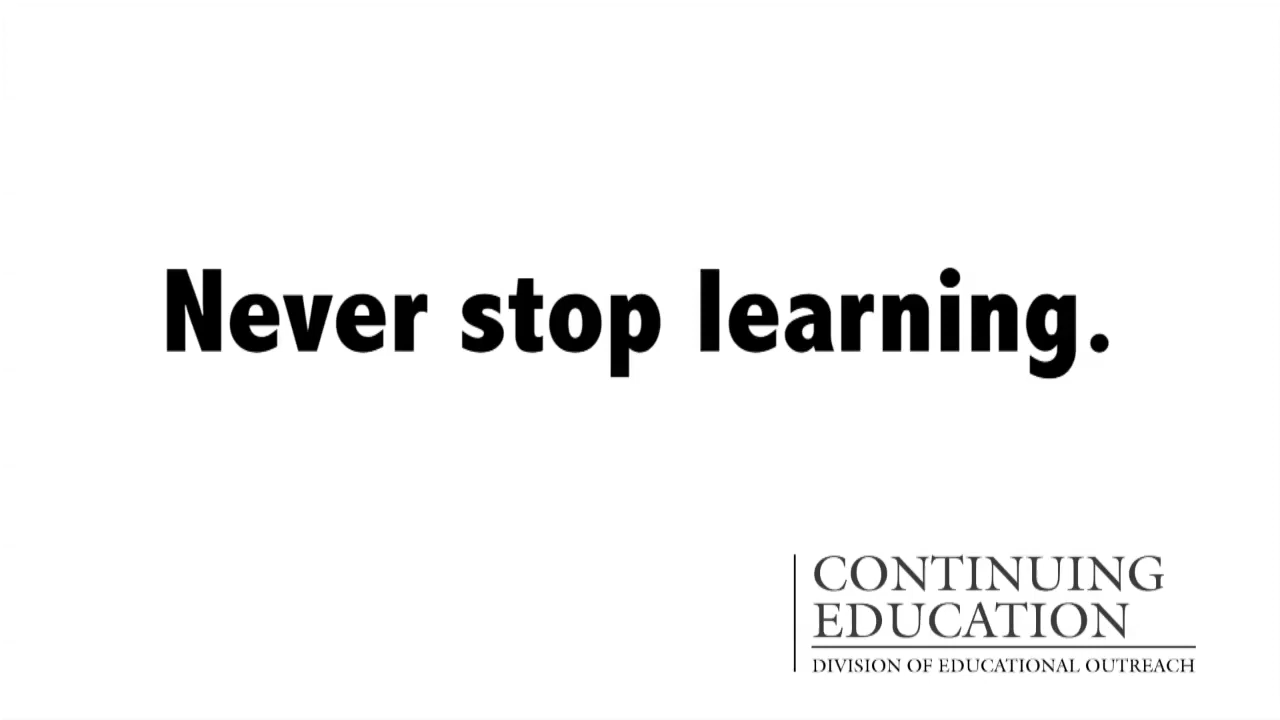 Never stop learning.
CONTINUING
EDUCATION
DIVISION OF EDUCATIONAL OUTREACH